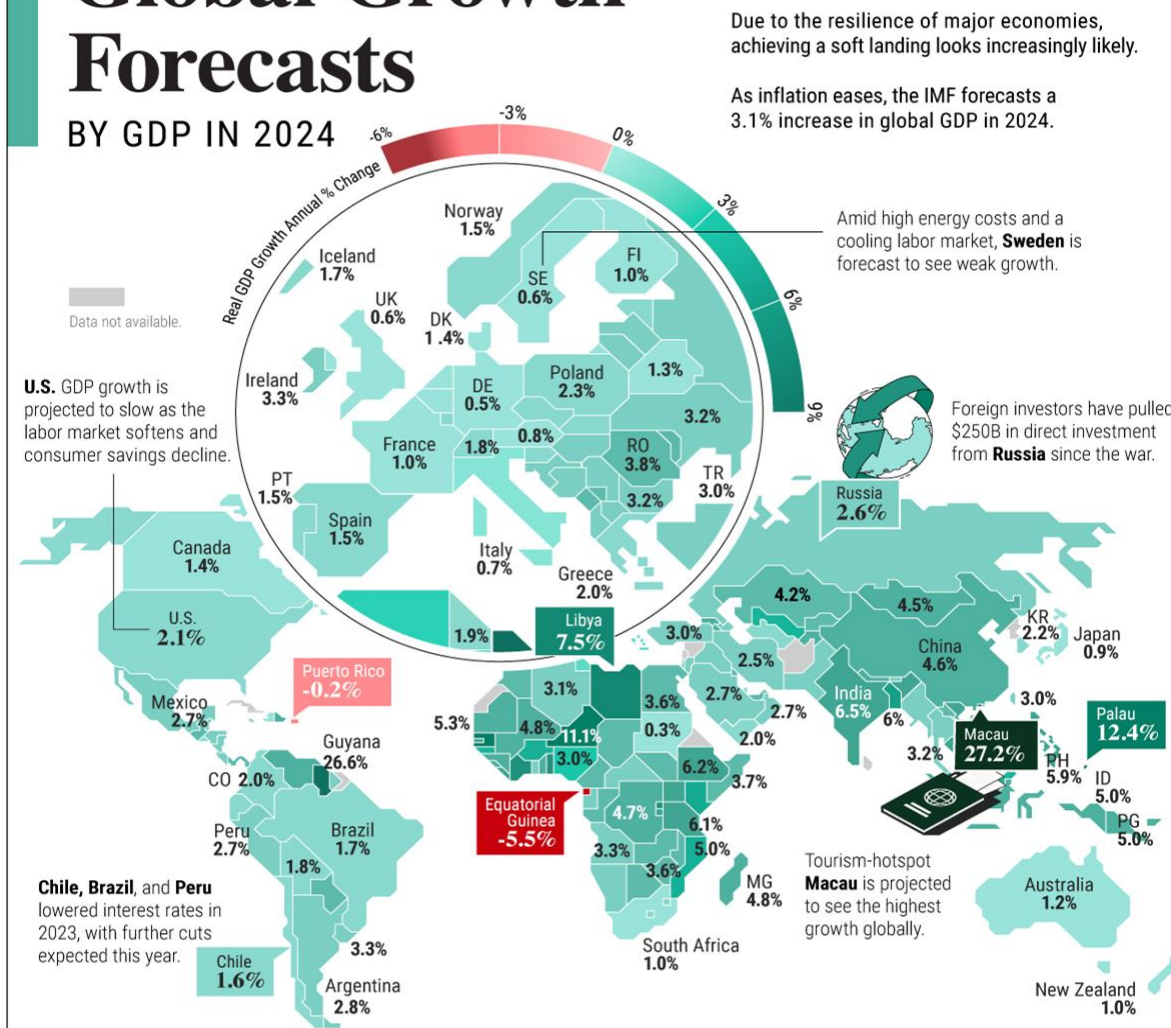 Global Growth
Forecasts
BY GDP IN 2024
Due to the resilience of major economies,
achieving a soft landing looks increasingly likely.
As inflation eases, the IMF forecasts a
3.1% increase in global GDP in 2024.
Real GDP Growth Annual % Change
-6%
-3%
0%
3%
6%
9%
Data not available.
Amid high energy costs and a
cooling labor market, Sweden is
forecast to see weak growth.
Norway
1.5%
Iceland
1.7%
UK
0.6%
DK
1.4%
SE
0.6%
FI
1.0%
Ireland
3.3%
DE
0.5%
Poland
2.3%
1.3%
3.2%
France
1.0%
1.8%
0.8%
RO
3.8%
3.2%
TR
3.0%
PT
1.5%
Spain
1.5%
Italy
0.7%
Greece
2.0%
1.9%
U.S. GDP growth is
projected to slow as the
labor market softens and
consumer savings decline.
Foreign investors have pulled
$250B in direct investment
from Russia since the war.
Russia
2.6%
Canada
1.4%
U.S.
2.1%
Puerto Rico
-0.2%
Mexico
2.7%
Guyana
26.6%
CO 2.0%
Peru
2.7%
Brazil
1.7%
1.8%
Chile, Brazil, and Peru
lowered interest rates in
2023, with further cuts
expected this year.
Chile
1.6%
3.3%
Argentina
2.8%
Libya
7.5%
3.0%
4.2%
4.5%
KR
2.2%
Japan
0.9%
China
4.6%
2.5%
3.1%
3.6%
2.7%
2.7%
India
6.5%
6%
3.0%
5.3%
4.8%
11.1%
0.3%
2.0%
3.0%
6.2%
3.7%
3.2%
Macau
27.2%
Palau
12.4%
PH
5.9%
ID
5.0%
PG
5.0%
Equatorial
Guinea
-5.5%
4.7%
6.1%
3.3%
5.0%
3.6%
MG
4.8%
South Africa
1.0%
Tourism-hotspot
Macau is projected
to see the highest
growth globally.
Australia
1.2%
New Zealand
1.0%